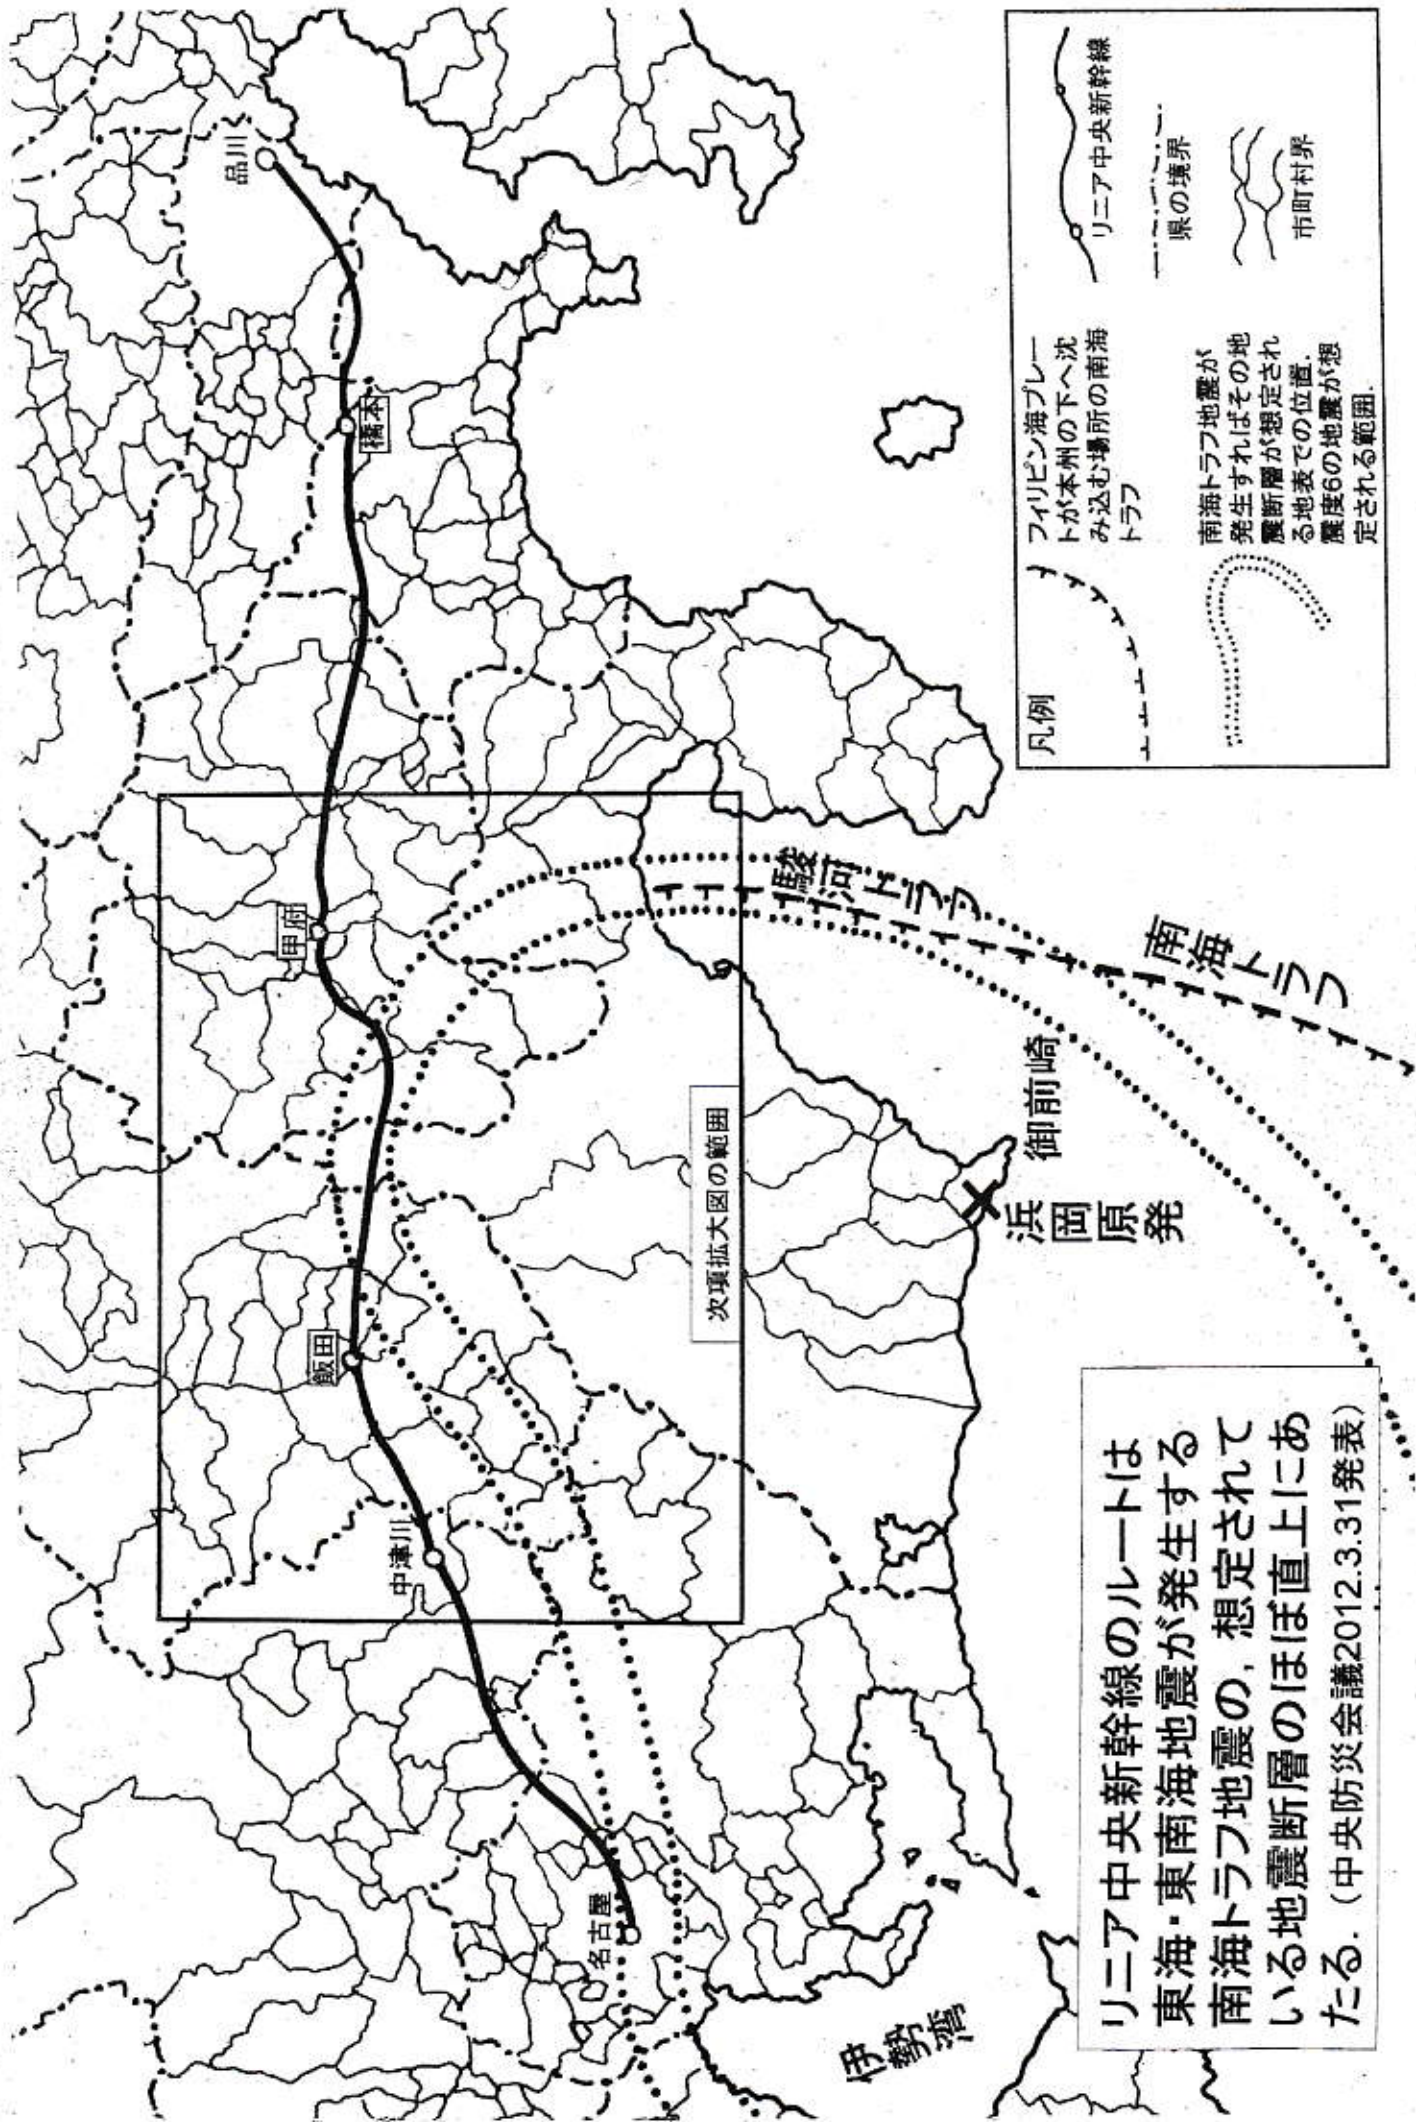 品川
橋本
甲府
飯田
中津川
名古屋
次項拡大図の範囲
駿河トラフ
南海トラフ
御前崎
浜岡原発
伊勢湾
リニア中央新幹線のルートは
東海・東南海地震が発生する
南海トラフ地震の, 想定されて
いる地震断層のほぼ直上にあ
たる.（中央防災会議2012.3.31発表）
凡例
フィリピン海プレー
トが本州の下へ沈
み込む場所の南海
トラフ
南海トラフ地震が
発生すればその地
震断層が想定され
る地表での位置.
震度6の地震が想
定される範囲.
リニア中央新幹線
県の境界
市町村界